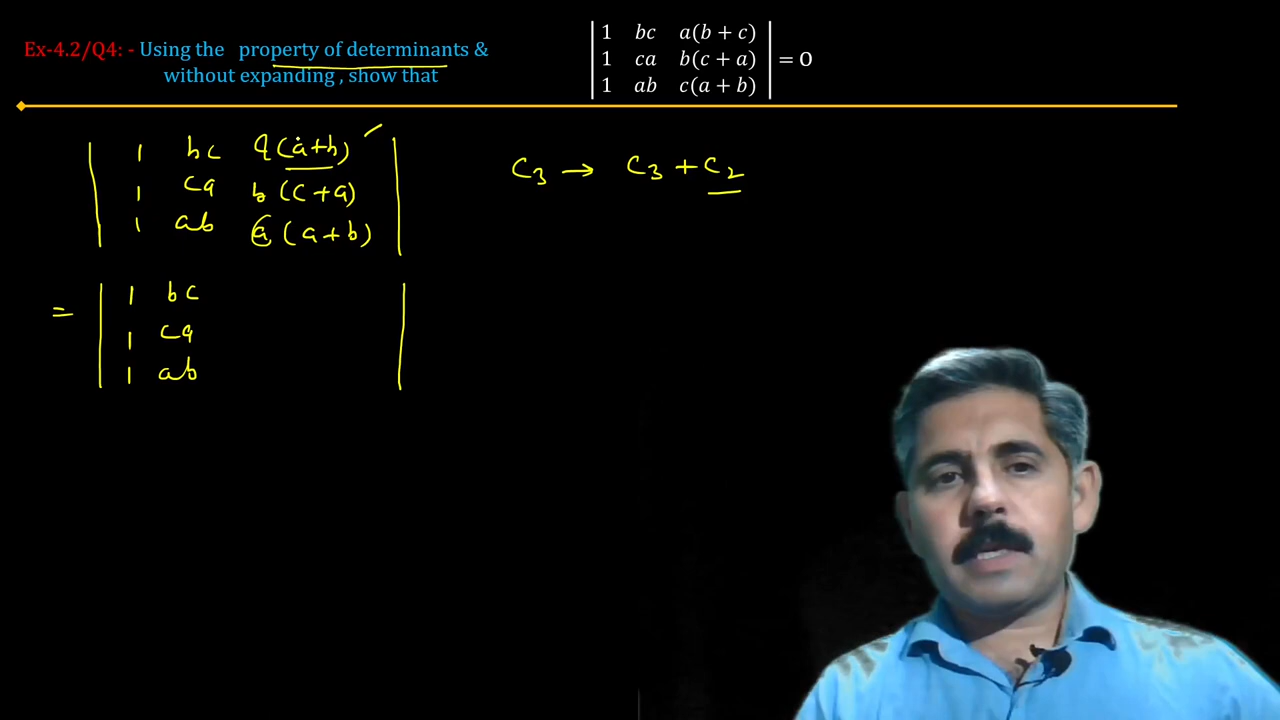 Ex-4.2/Q4: - Using the property of determinants &
without expanding , show that
1 bc a(b + c)
1 ca b(c + a) = 0
1 ab c(a + b)
1 bc a(a+b)
1 ca b(c+a)
1 ab a(a+b)
C3 → C3 + C2
= 1 bc
1 ca
1 ab